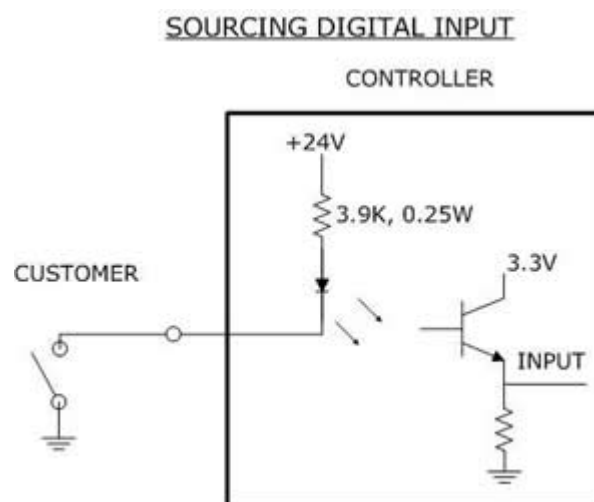 SOURCING DIGITAL INPUT
CONTROLLER
+24V
3.9K, 0.25W
CUSTOMER
3.3V
INPUT